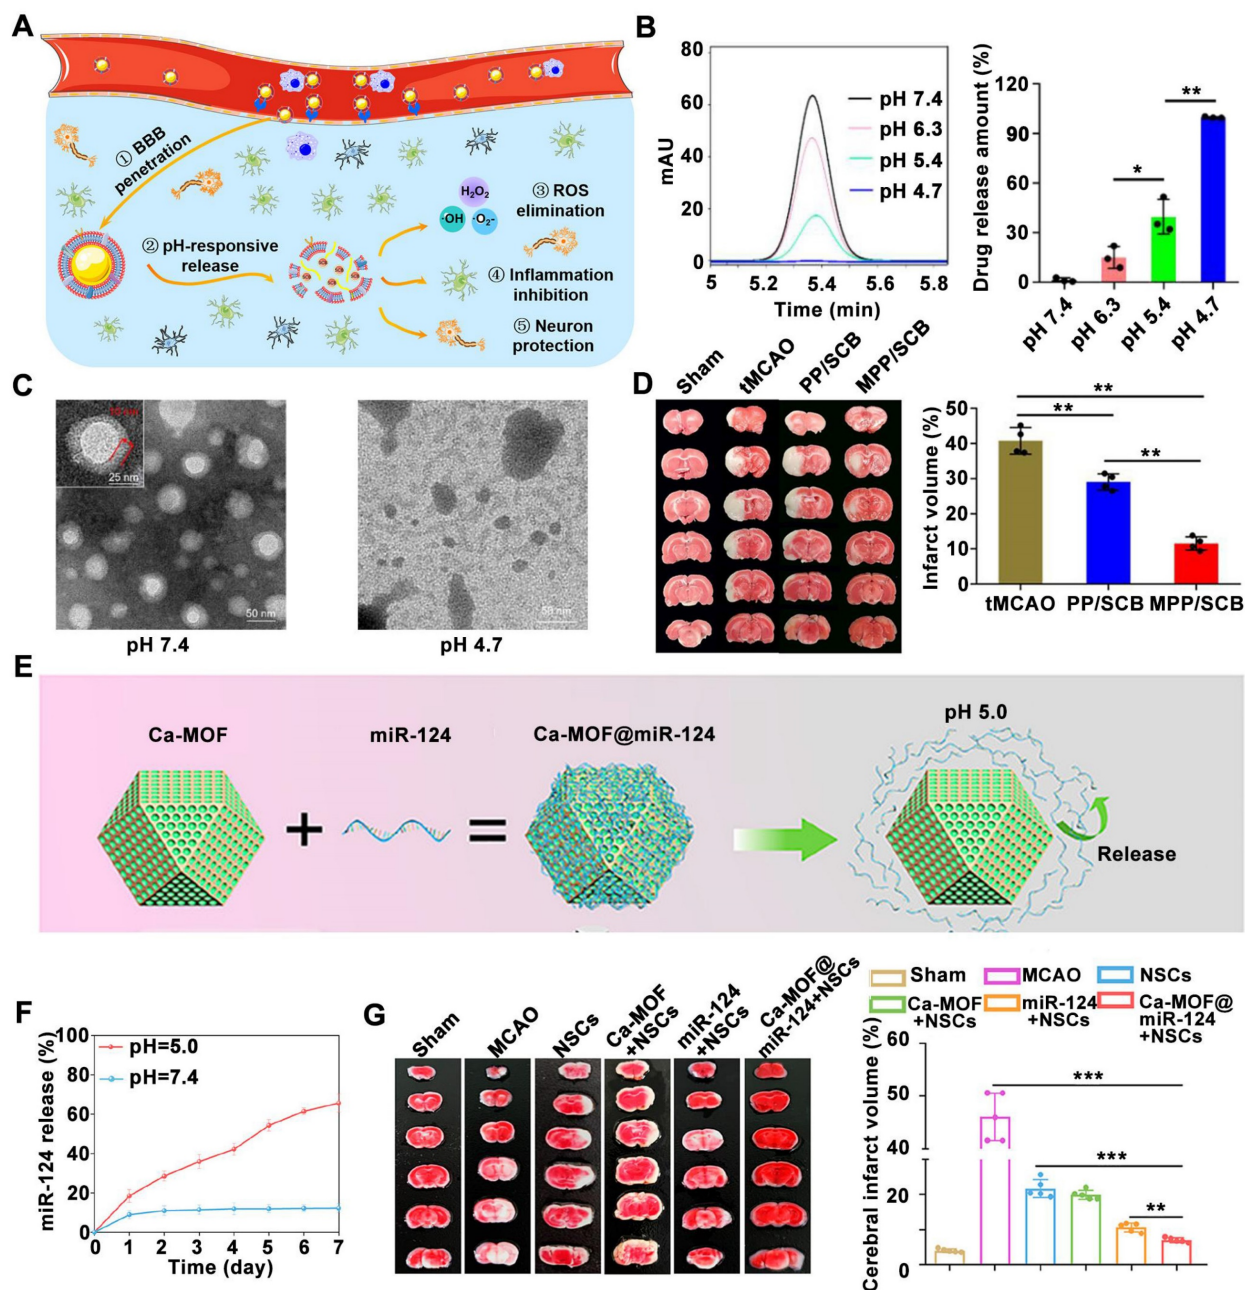 A
① BBB
penetration
② pH-responsive
release
H₂O₂
·OH
·O₂-
③ ROS
elimination
④ Inflammation
inhibition
⑤ Neuron
protection
B
mAU
60
40
20
0
5
5.2
5.4
5.6
5.8
Time (min)
pH 7.4
pH 6.3
pH 5.4
pH 4.7
Drug release amount (%)
120
90
60
30
0
*
**
pH 7.4
pH 6.3
pH 5.4
pH 4.7
C
25 nm
50 nm
pH 7.4
50 nm
pH 4.7
D
Sham
tMCAO
PP/SCB
MPP/SCB
Infarct volume (%)
50
40
30
20
10
0
**
**
**
tMCAO
PP/SCB
MPP/SCB
E
Ca-MOF
+
miR-124
=
Ca-MOF@miR-124
pH 5.0
Release
F
miR-124 release (%)
100
80
60
40
20
0
pH=5.0
pH=7.4
0
1
2
3
4
5
6
7
Time (day)
G
Sham
MCAO
NSCs
Ca-MOF
+NSCs
miR-124
+NSCs
Ca-MOF@
miR-124+NSCs
Sham
MCAO
NSCs
Ca-MOF
+NSCs
miR-124
+NSCs
Ca-MOF@
miR-124
+NSCs
Cerebral infarct volume (%)
60
40
20
0
***
***
**